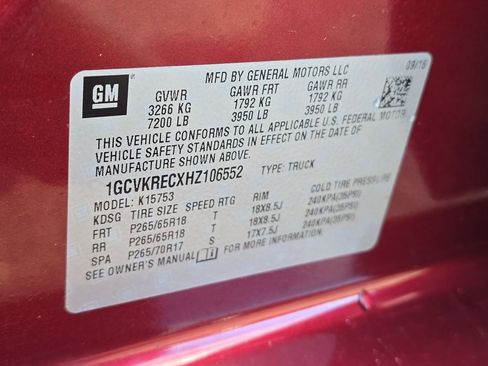 GM
MFD BY GENERAL MOTORS LLC
09/16
GVWR GAWR FRT GAWR RR
3266 KG 1792 KG 1792 KG
7200 LB 3950 LB 3950 LB
THIS VEHICLE CONFORMS TO ALL APPLICABLE U.S. FEDERAL MOTOR
VEHICLE SAFETY STANDARDS IN EFFECT ON THE DATE OF
MANUFACTURE SHOWN ABOVE.
1GCVKRECXHZ106552 TYPE: TRUCK
MODEL: K15753
KDSG TIRE SIZE SPEED RTG RIM COLD TIRE PRESSURE
FRT P265/65R18 T 18X8.5J 240KPA(35PSI)
RR P265/65R18 T 18X8.5J 240KPA(35PSI)
SPA P265/70R17 S 17X7.5J 240KPA(35PSI)
SEE OWNER'S MANUAL FOR MORE INFORMATION.